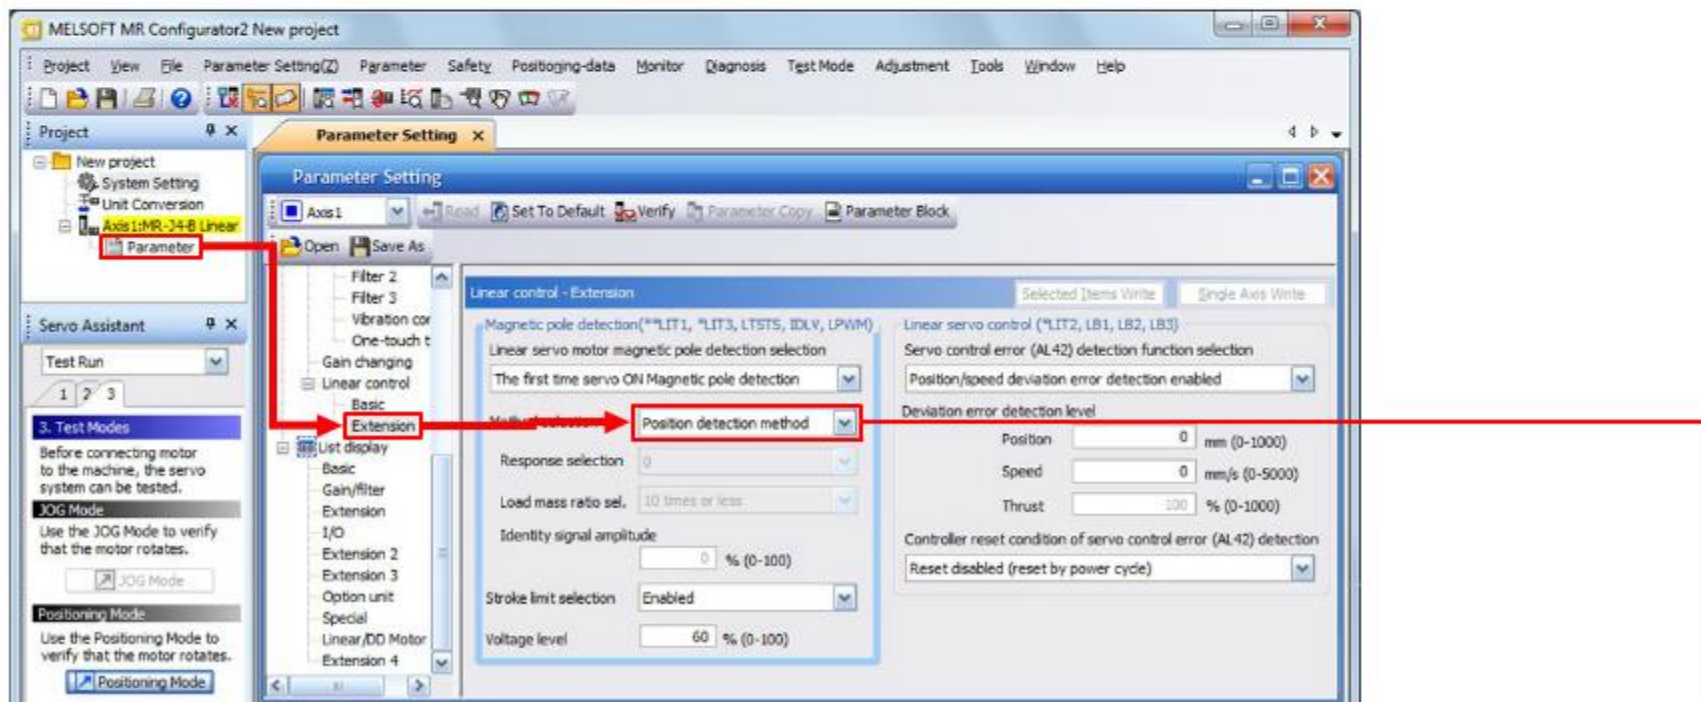 MELSOFT MR Configurator2 New project
Project View File Parameter Setting(Z) Parameter Safety Positioning-data Monitor Diagnosis Test Mode Adjustment Tools Window Help
Project
New project
System Setting
Unit Conversion
Axis1:MR-J4-B Linear
Parameter
Servo Assistant
Test Run
1 2 3
3. Test Modes
Before connecting motor
to the machine, the servo
system can be tested.
JOG Mode
Use the JOG Mode to verify
that the motor rotates.
JOG Mode
Positioning Mode
Use the Positioning Mode to
verify that the motor rotates.
Positioning Mode
Parameter Setting
Parameter Setting
Axis1 Read Set To Default Verify Parameter Copy Parameter Block
Open Save As
Filter 2
Filter 3
Vibration cor
One-touch t
Gain changing
Linear control
Basic
Extension
List display
Basic
Gain/filter
Extension
I/O
Extension 2
Extension 3
Option unit
Special
Linear/DD Motor
Extension 4
Linear control - Extension Selected Items Write Single Axis Write
Magnetic pole detection(**LIT1, *LIT3, LTSTS, IDLV, LPWM)
Linear servo motor magnetic pole detection selection
The first time servo ON Magnetic pole detection
Position detection method
Response selection 0
Load mass ratio sel. 10 times or less
Identity signal amplitude
0 % (0-100)
Stroke limit selection Enabled
Voltage level 60 % (0-100)
Linear servo control (*LIT2, LB1, LB2, LB3)
Servo control error (AL42) detection function selection
Position/speed deviation error detection enabled
Deviation error detection level
Position 0 mm (0-1000)
Speed 0 mm/s (0-5000)
Thrust 100 % (0-1000)
Controller reset condition of servo control error (AL42) detection
Reset disabled (reset by power cycle)